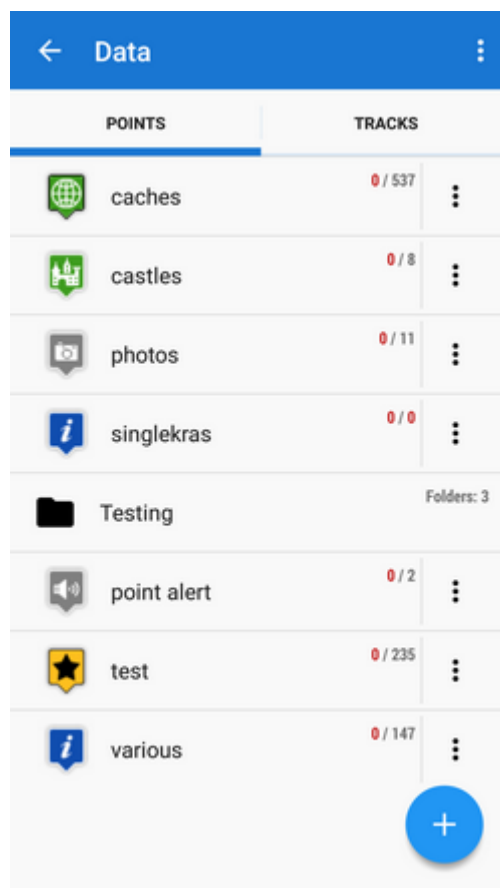 Data
POINTS TRACKS
caches 0 / 537
castles 0 / 8
photos 0 / 11
singlekras 0 / 0
Testing Folders: 3
point alert 0 / 2
test 0 / 235
various 0 / 147